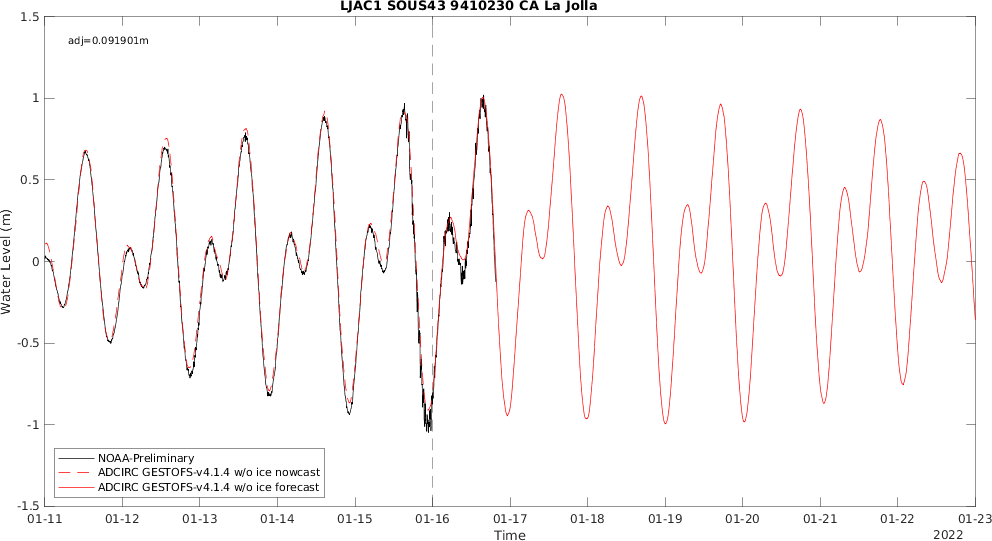 LJAC1 SOUS43 9410230 CA La Jolla
adj=0.091901m
1.5
1
0.5
0
-0.5
-1
-1.5
Water Level (m)
NOAA-Preliminary
ADCIRC GESTOFS-v4.1.4 w/o ice nowcast
ADCIRC GESTOFS-v4.1.4 w/o ice forecast
01-11 01-12 01-13 01-14 01-15 01-16 01-17 01-18 01-19 01-20 01-21 01-22 01-23
Time
2022